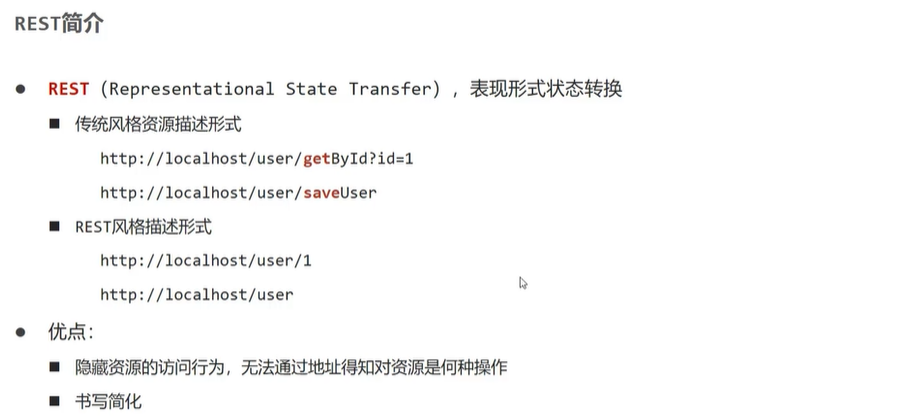 REST简介
REST（Representational State Transfer），表现形式状态转换
传统风格资源描述形式
http://localhost/user/getById?id=1
http://localhost/user/saveUser
REST风格描述形式
http://localhost/user/1
http://localhost/user
优点：
隐藏资源的访问行为，无法通过地址得知对资源是何种操作
书写简化